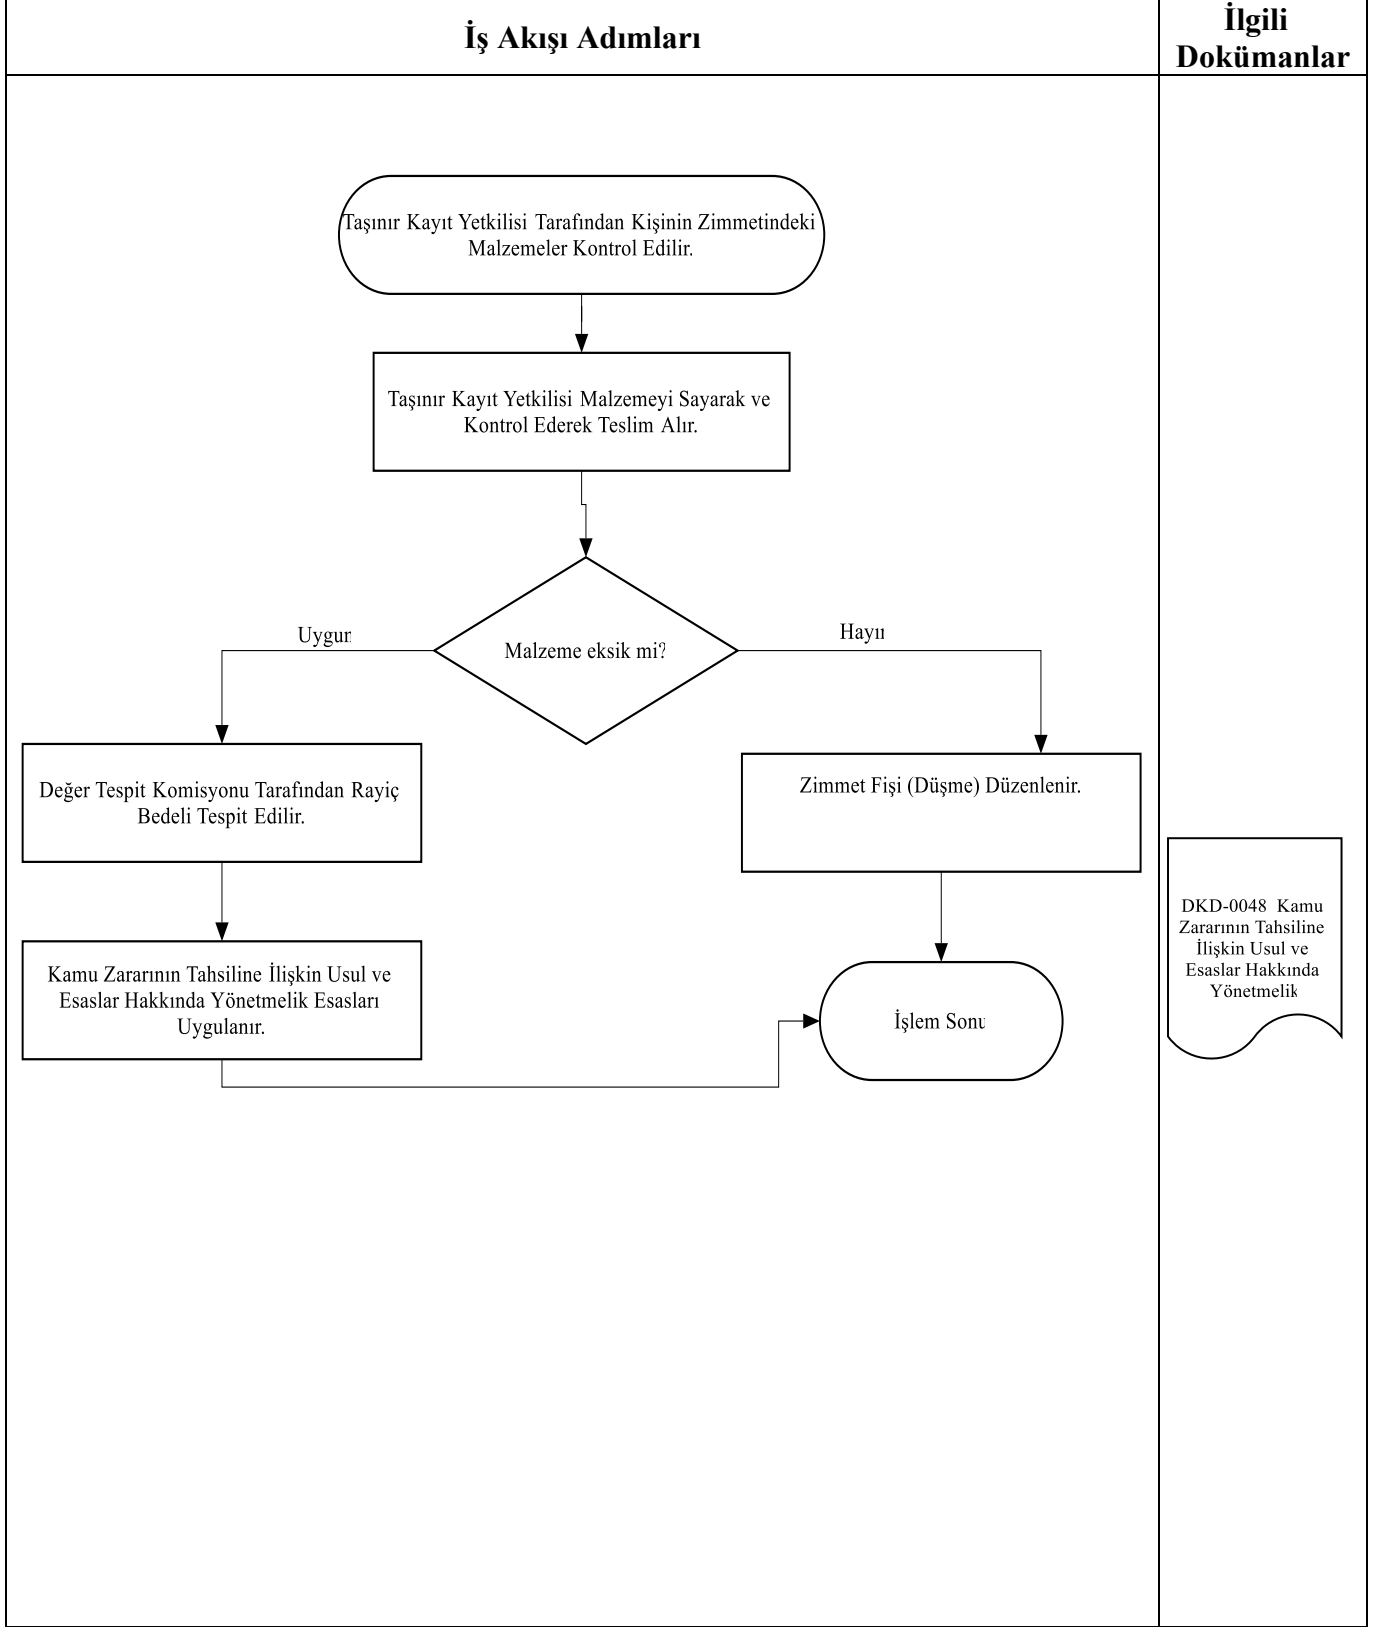 İş Akışı Adımları
İlgili
Dokümanlar
Taşınır Kayıt Yetkilisi Tarafından Kişinin Zimmetindeki
Malzemeler Kontrol Edilir.
Taşınır Kayıt Yetkilisi Malzemeyi Sayarak ve
Kontrol Ederek Teslim Alır.
Malzeme eksik mi?
Uygun
Hayır
Değer Tespit Komisyonu Tarafından Rayiç
Bedeli Tespit Edilir.
Zimmet Fişi (Düşme) Düzenlenir.
Kamu Zararının Tahsiline İlişkin Usul ve
Esaslar Hakkında Yönetmelik Esasları
Uygulanır.
İşlem Sonu
DKD-0048 Kamu
Zararının Tahsiline
İlişkin Usul ve
Esaslar Hakkında
Yönetmelik